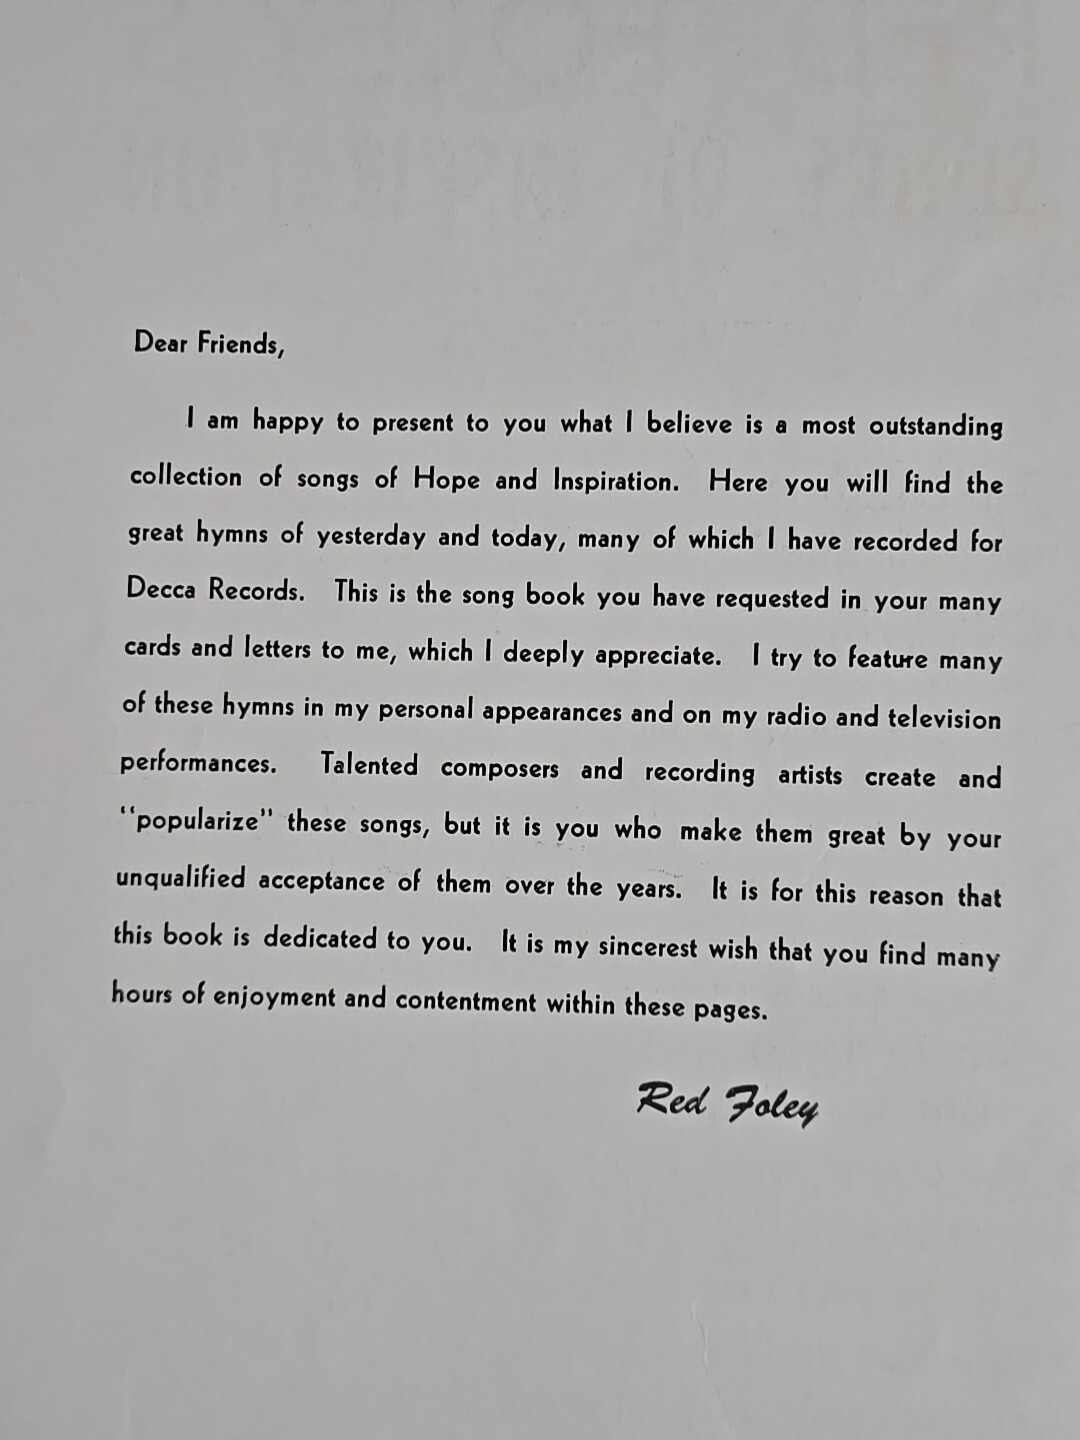 Dear Friends,
I am happy to present to you what I believe is a most outstanding
collection of songs of Hope and Inspiration. Here you will find the
great hymns of yesterday and today, many of which I have recorded for
Decca Records. This is the song book you have requested in your many
cards and letters to me, which I deeply appreciate. I try to feature many
of these hymns in my personal appearances and on my radio and television
performances. Talented composers and recording artists create and
"popularize" these songs, but it is you who make them great by your
unqualified acceptance of them over the years. It is for this reason that
this book is dedicated to you. It is my sincerest wish that you find many
hours of enjoyment and contentment within these pages.
Red Foley